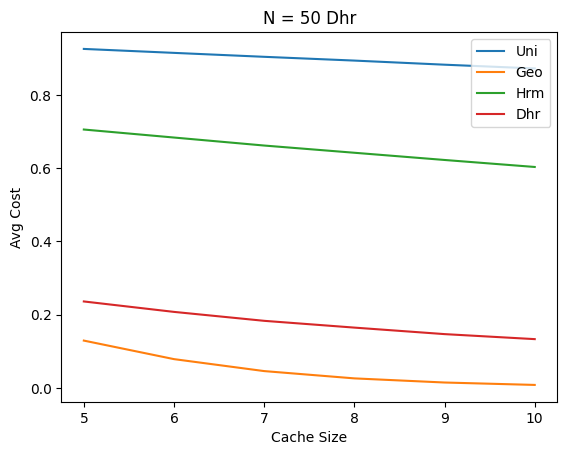 N = 50 Dhr
Uni
Geo
Hrm
Dhr
Avg Cost
0.8
0.6
0.4
0.2
0.0
5 6 7 8 9 10
Cache Size